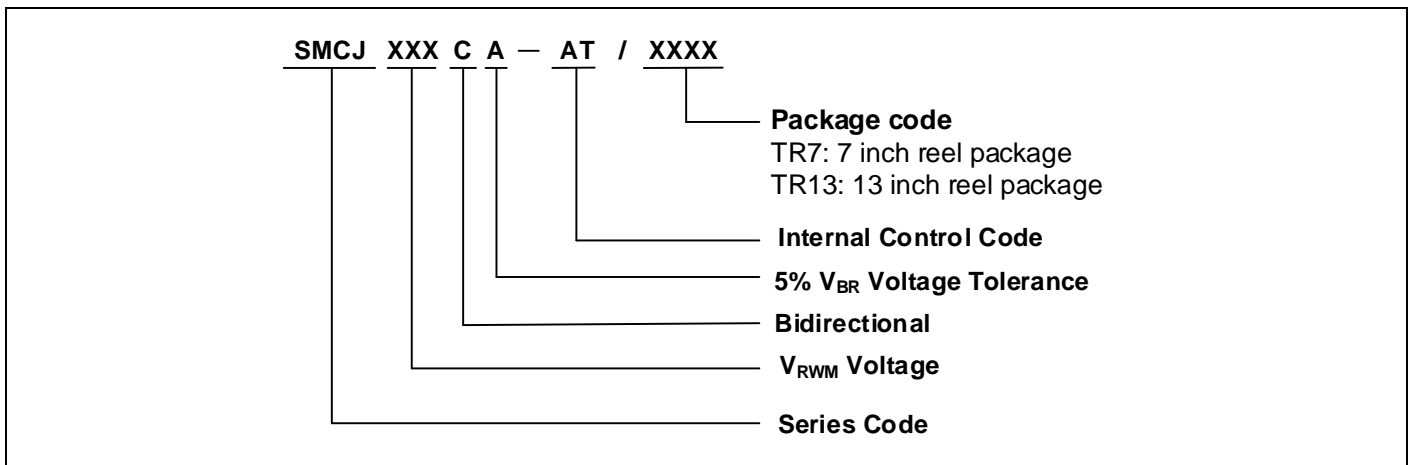 SMCJ XXX C A — AT / XXXX
Package code
TR7: 7 inch reel package
TR13: 13 inch reel package
Internal Control Code
5% VBR Voltage Tolerance
Bidirectional
VRWM Voltage
Series Code